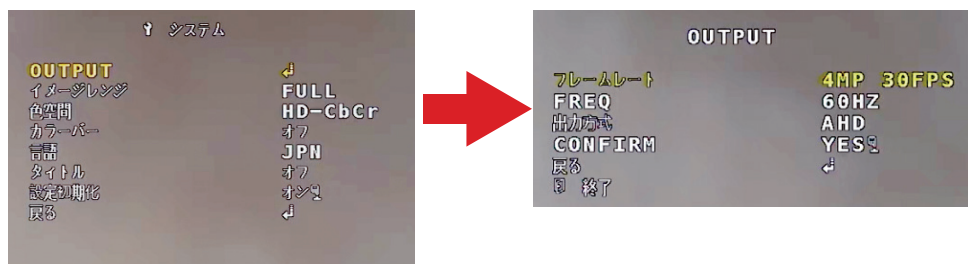 システム
OUTPUT
イメージレンジ FULL
色空間 HD-CbCr
カラーバー オフ
言語 JPN
タイトル オフ
設定初期化 オン
戻る
OUTPUT
フレームレート 4MP 30FPS
FREQ 60HZ
出力方式 AHD
CONFIRM YES
戻る
終了